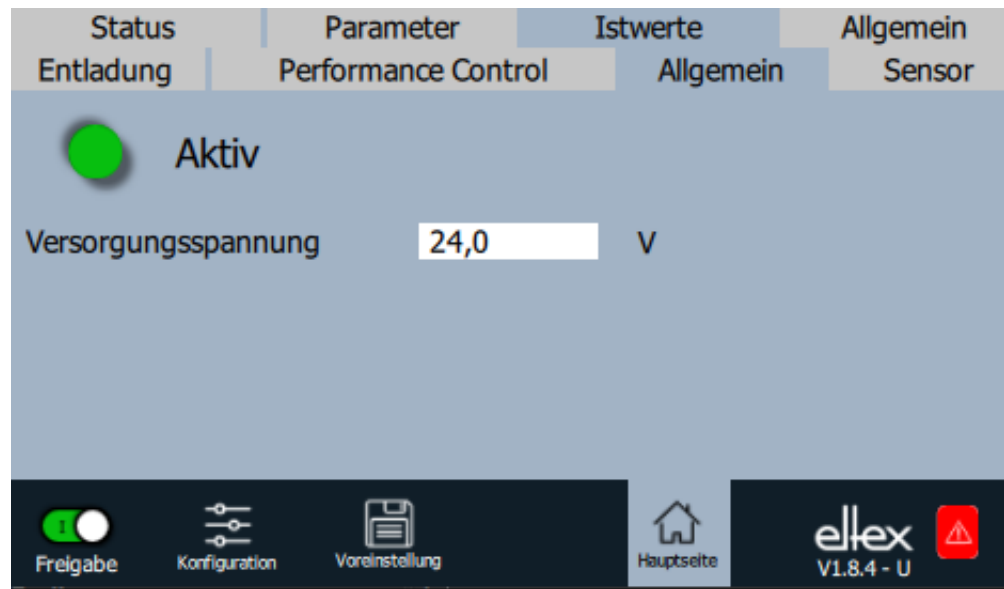 Status Parameter Istwerte Allgemein
Entladung Performance Control Allgemein Sensor
Aktiv
Versorgungsspannung 24,0 V
I
Freigabe Konfiguration Voreinstellung Hauptseite eltex
V1.8.4 - U